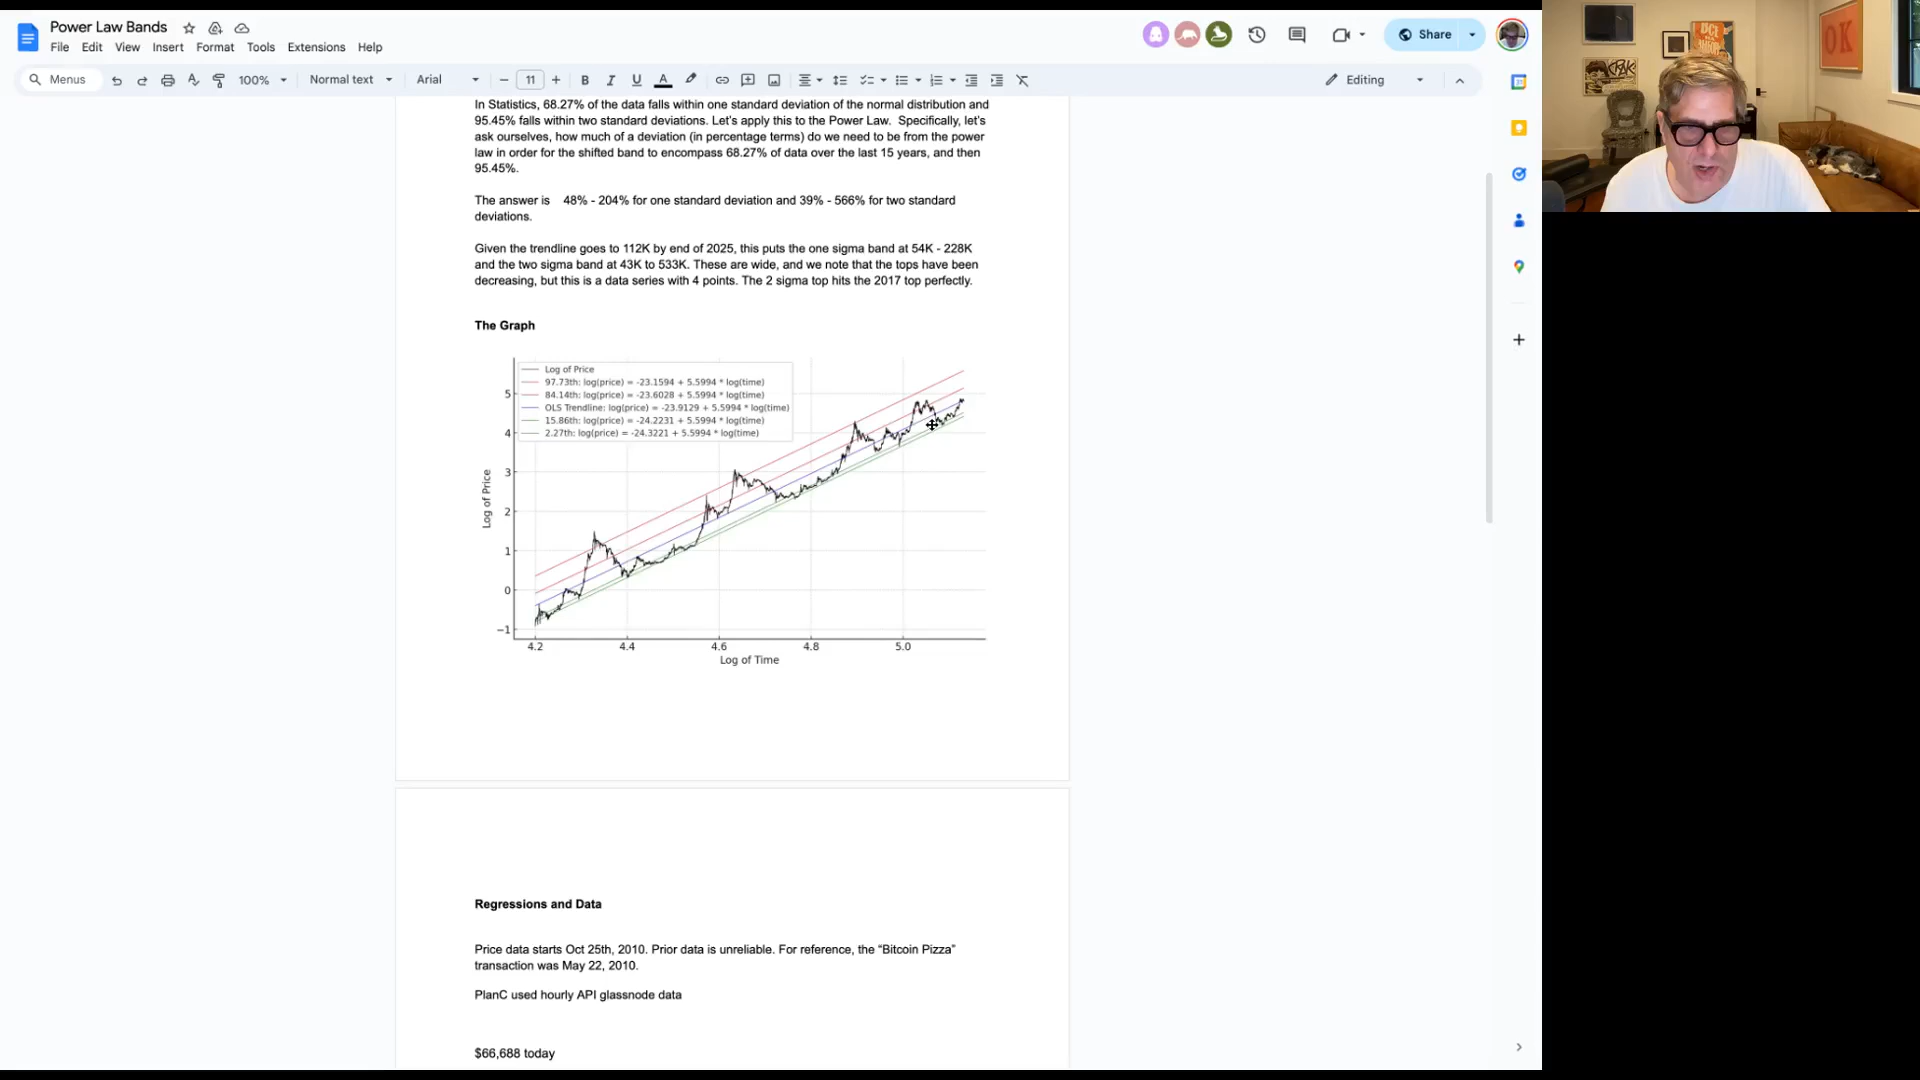 Power Law Bands
File Edit View Insert Format Tools Extensions Help
Share
Menus 100% Normal text Arial 11 B I U A Editing
In Statistics, 68.27% of the data falls within one standard deviation of the normal distribution and
95.45% falls within two standard deviations. Let's apply this to the Power Law. Specifically, let's
ask ourselves, how much of a deviation (in percentage terms) do we need to be from the power
law in order for the shifted band to encompass 68.27% of data over the last 15 years, and then
95.45%.
The answer is 48% - 204% for one standard deviation and 39% - 566% for two standard
deviations.
Given the trendline goes to 112K by end of 2025, this puts the one sigma band at 54K - 228K
and the two sigma band at 43K to 533K. These are wide, and we note that the tops have been
decreasing, but this is a data series with 4 points. The 2 sigma top hits the 2017 top perfectly.
The Graph
Log of Price
97.73th: log(price) = -23.1594 + 5.5994 * log(time)
84.14th: log(price) = -23.6028 + 5.5994 * log(time)
OLS Trendline: log(price) = -23.9129 + 5.5994 * log(time)
15.86th: log(price) = -24.2231 + 5.5994 * log(time)
2.27th: log(price) = -24.3221 + 5.5994 * log(time)
5
4
3
2
1
0
−1
Log of Price
4.2 4.4 4.6 4.8 5.0
Log of Time
Regressions and Data
Price data starts Oct 25th, 2010. Prior data is unreliable. For reference, the “Bitcoin Pizza”
transaction was May 22, 2010.
PlanC used hourly API glassnode data
$66,688 today
OK